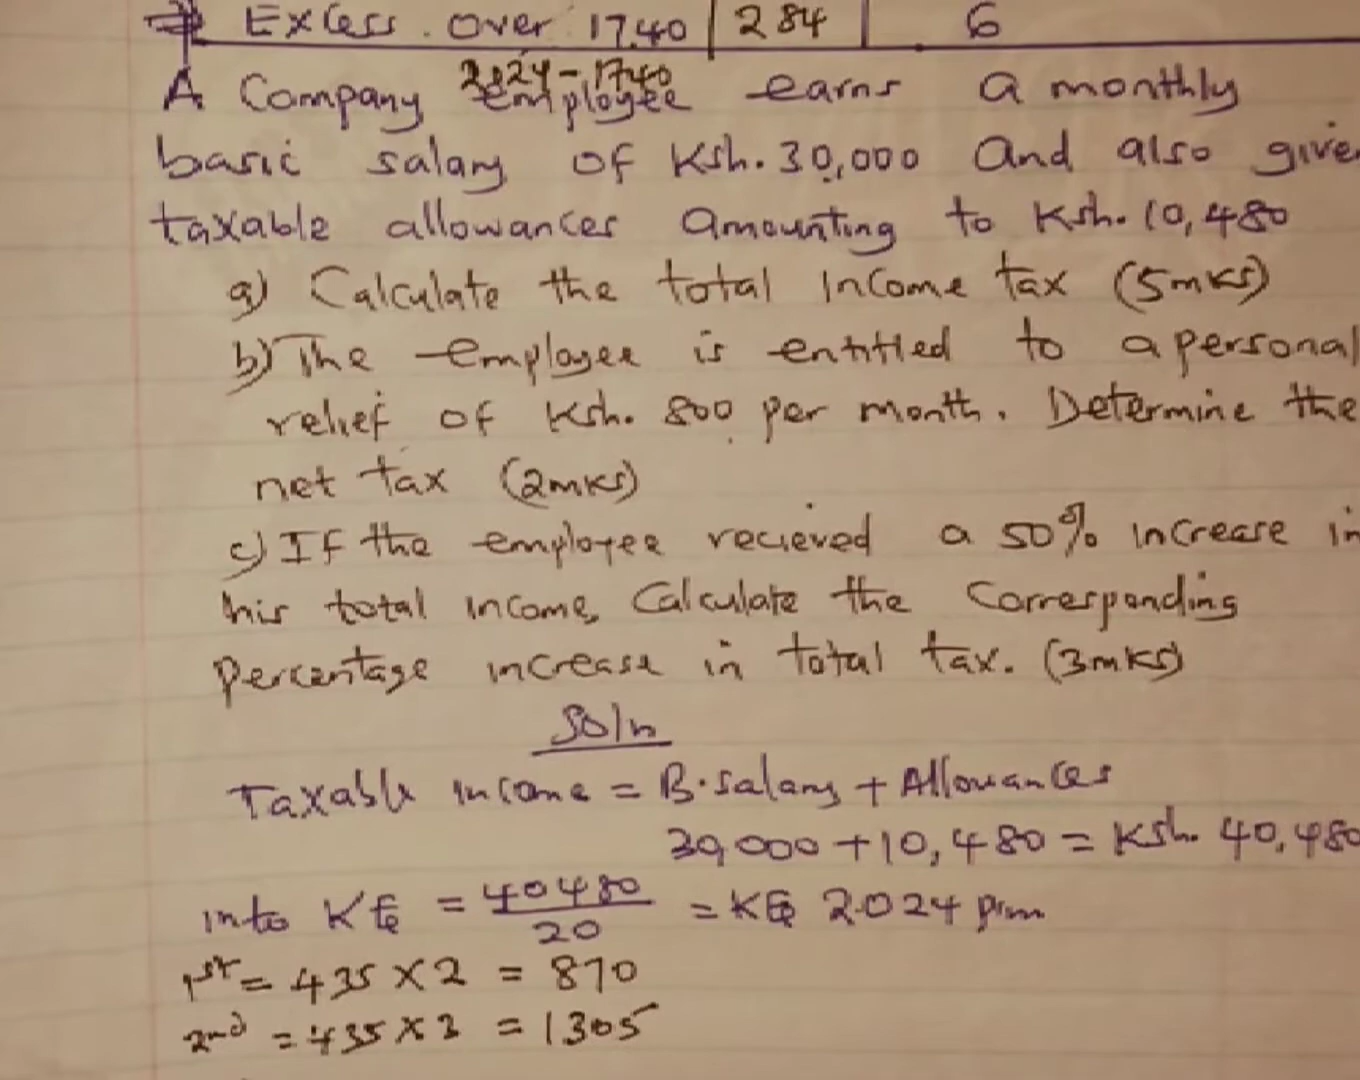 Excess. over 1740 | 284 | 6
2024 - 1740
A Company employee earns a monthly
basic salary of Ksh. 30,000 and also give
taxable allowances amounting to Ksh. 10,480
a) Calculate the total income tax (5mks)
b) The employee is entitled to a personal
relief of Ksh. 800 per month. Determine the
net tax (2mks)
c) If the employee recieved a 50% increase in
his total income, Calculate the Corresponding
percentage increase in total tax. (3mks)
Soln
Taxable income = B.salary + Allowances
30,000 + 10,480 = Ksh. 40,480
into K£ = 40480/20 = K£ 2024 p.m
1st = 435 x 2 = 870
2nd = 435 x 3 = 1305